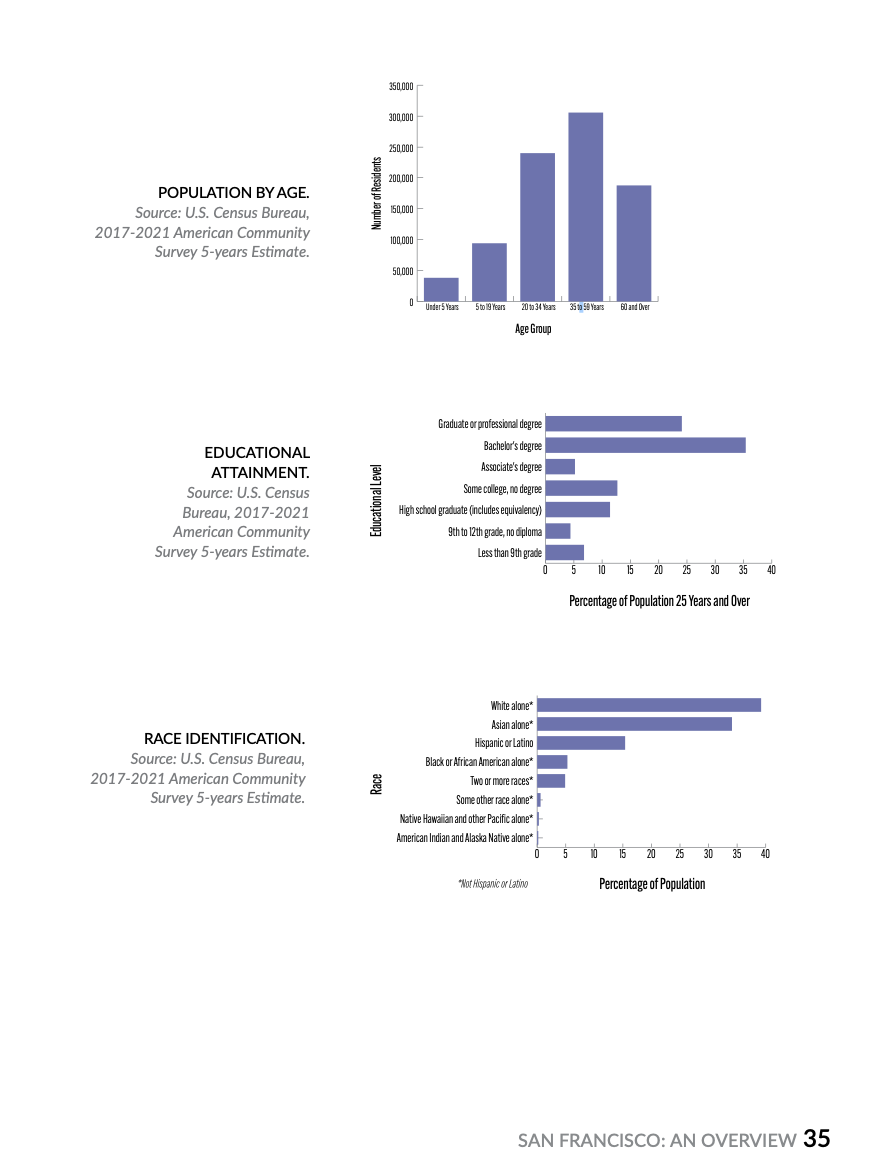 POPULATION BY AGE.
Source: U.S. Census Bureau,
2017-2021 American Community
Survey 5-years Estimate.
Number of Residents
350,000
300,000
250,000
200,000
150,000
100,000
50,000
0
Under 5 Years 5 to 19 Years 20 to 34 Years 35 to 59 Years 60 and Over
Age Group
EDUCATIONAL
ATTAINMENT.
Source: U.S. Census
Bureau, 2017-2021
American Community
Survey 5-years Estimate.
Educational Level
Graduate or professional degree
Bachelor's degree
Associate's degree
Some college, no degree
High school graduate (includes equivalency)
9th to 12th grade, no diploma
Less than 9th grade
0 5 10 15 20 25 30 35 40
Percentage of Population 25 Years and Over
RACE IDENTIFICATION.
Source: U.S. Census Bureau,
2017-2021 American Community
Survey 5-years Estimate.
Race
White alone*
Asian alone*
Hispanic or Latino
Black or African American alone*
Two or more races*
Some other race alone*
Native Hawaiian and other Pacific alone*
American Indian and Alaska Native alone*
0 5 10 15 20 25 30 35 40
*Not Hispanic or Latino
Percentage of Population
SAN FRANCISCO: AN OVERVIEW 35